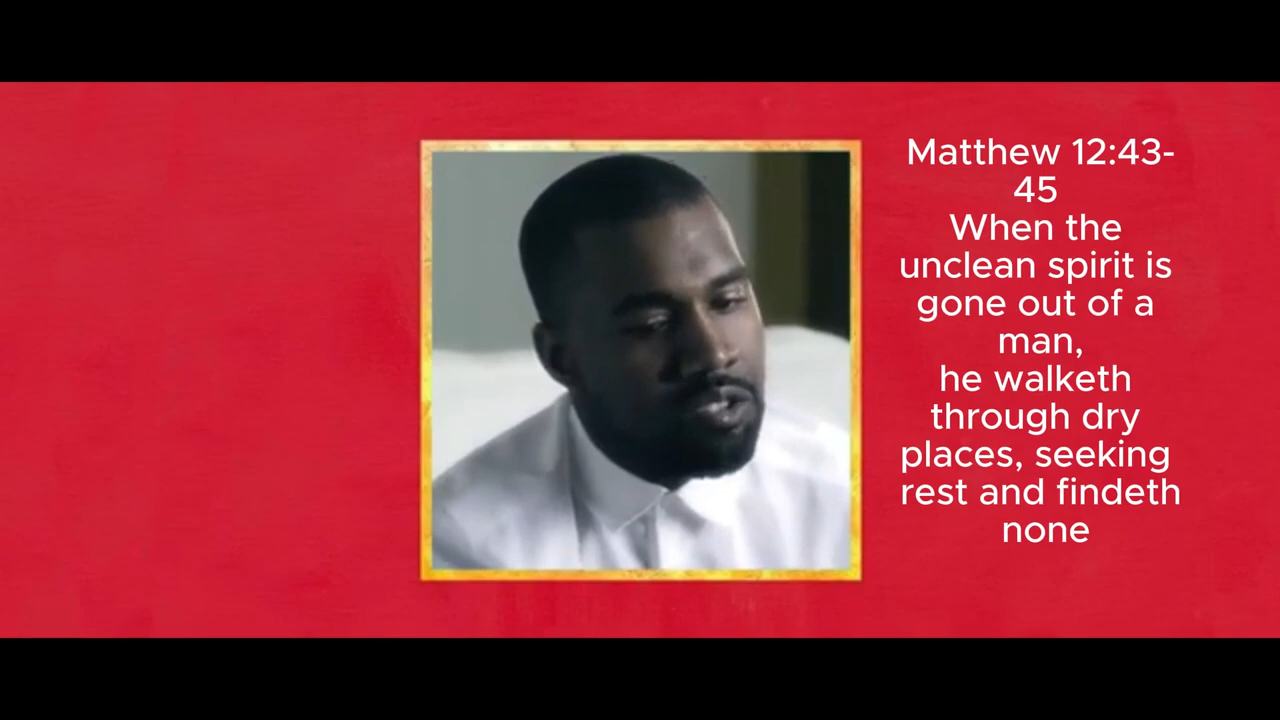 Matthew 12:43-
45
When the
unclean spirit is
gone out of a
man,
he walketh
through dry
places, seeking
rest and findeth
none